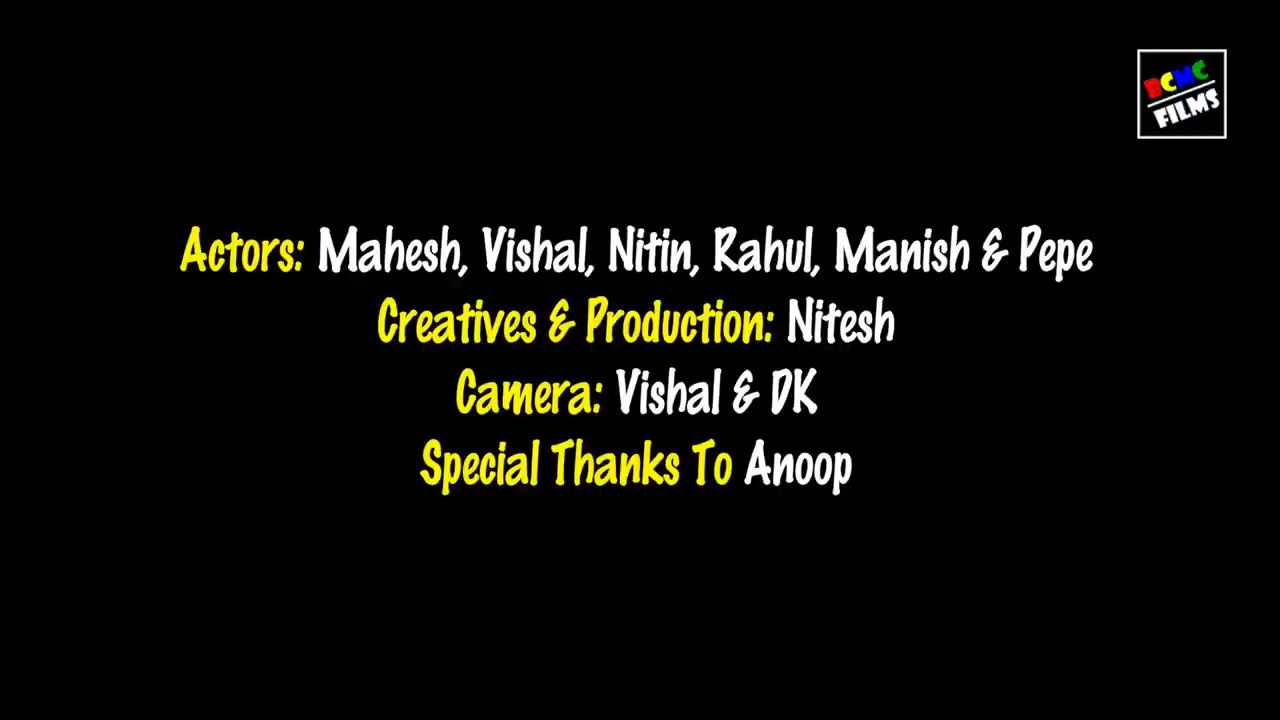 BCMC
FILMS
Actors: Mahesh, Vishal, Nitin, Rahul, Manish & Pepe
Creatives & Production: Nitesh
Camera: Vishal & DK
Special Thanks To Anoop